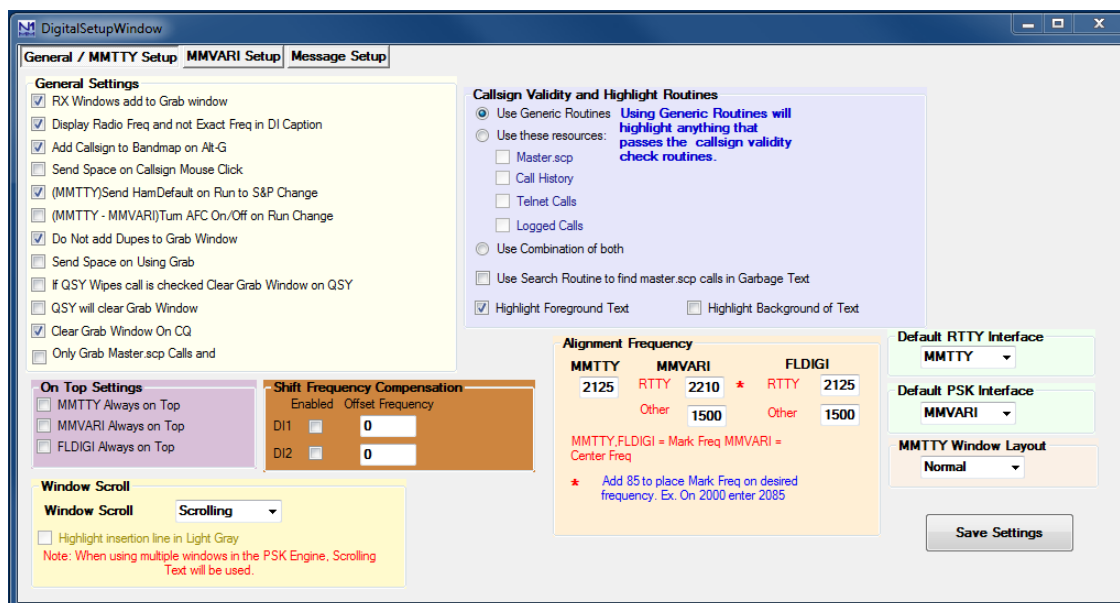 DigitalSetupWindow
General / MMTTY Setup MMVARI Setup Message Setup
General Settings
RX Windows add to Grab window
Display Radio Freq and not Exact Freq in DI Caption
Add Callsign to Bandmap on Alt-G
Send Space on Callsign Mouse Click
(MMTTY)Send HamDefault on Run to S&P Change
(MMTTY - MMVARI)Turn AFC On/Off on Run Change
Do Not add Dupes to Grab Window
Send Space on Using Grab
If QSY Wipes call is checked Clear Grab Window on QSY
QSY will clear Grab Window
Clear Grab Window On CQ
Only Grab Master.scp Calls and
Callsign Validity and Highlight Routines
Use Generic Routines
Using Generic Routines will
highlight anything that
passes the callsign validity
check routines.
Use these resources:
Master.scp
Call History
Telnet Calls
Logged Calls
Use Combination of both
Use Search Routine to find master.scp calls in Garbage Text
Highlight Foreground Text Highlight Background of Text
On Top Settings
MMTTY Always on Top
MMVARI Always on Top
FLDIGI Always on Top
Shift Frequency Compensation
Enabled Offset Frequency
DI1 0
DI2 0
Alignment Frequency
MMTTY MMVARI FLDIGI
2125 RTTY 2210 * RTTY 2125
Other 1500 Other 1500
MMTTY,FLDIGI = Mark Freq MMVARI =
Center Freq
* Add 85 to place Mark Freq on desired
frequency. Ex. On 2000 enter 2085
Default RTTY Interface
MMTTY
Default PSK Interface
MMVARI
MMTTY Window Layout
Normal
Window Scroll
Window Scroll Scrolling
Highlight insertion line in Light Gray
Note: When using multiple windows in the PSK Engine, Scrolling
Text will be used.
Save Settings